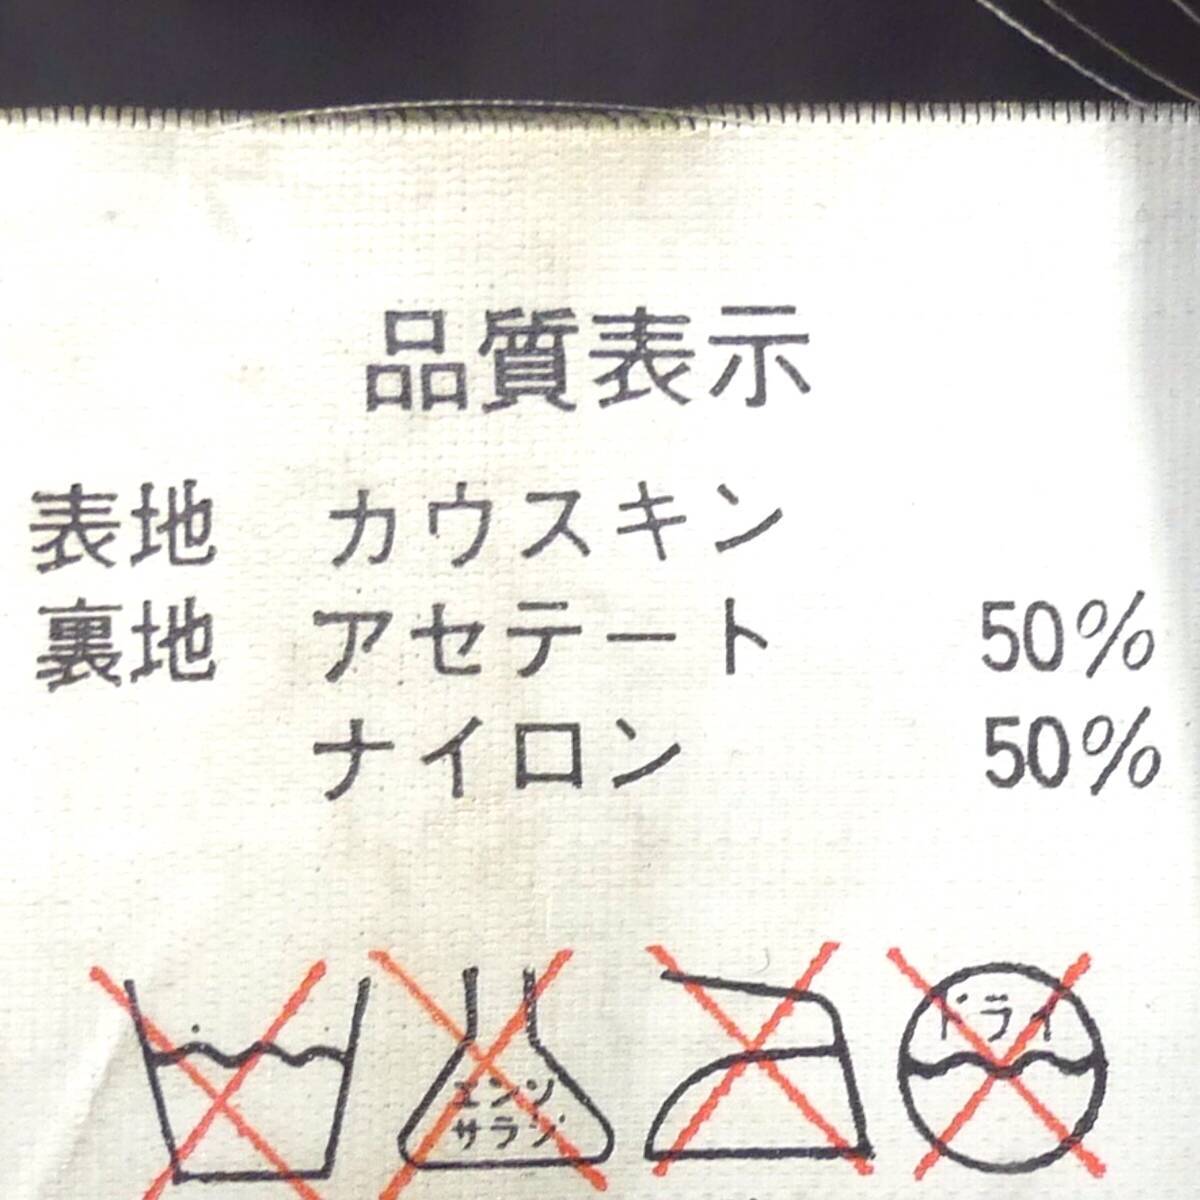 品質表示
表地 カウスキン
裏地 アセテート 50%
ナイロン 50%
エンソ
サラシ
ドライ